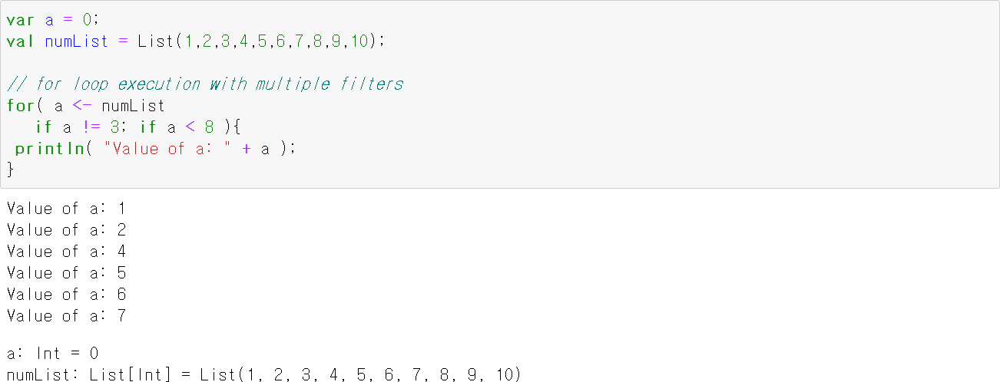 var a = 0;
val numList = List(1,2,3,4,5,6,7,8,9,10);
// for loop execution with multiple filters
for( a <- numList
   if a != 3; if a < 8 ){
 println( "Value of a: " + a );
}
Value of a: 1
Value of a: 2
Value of a: 4
Value of a: 5
Value of a: 6
Value of a: 7
a: Int = 0
numList: List[Int] = List(1, 2, 3, 4, 5, 6, 7, 8, 9, 10)